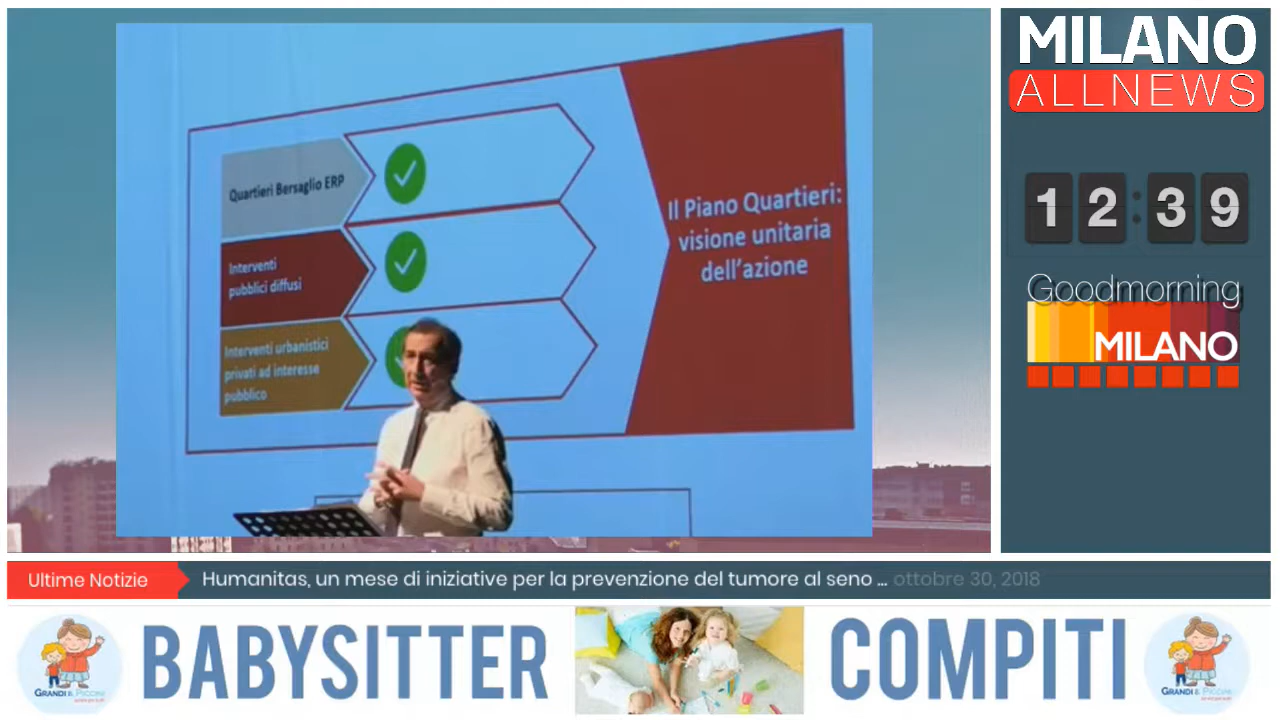 Quartieri Bersaglio ERP
Interventi
pubblici diffusi
Interventi urbanistici
privati ad interesse
pubblico
Il Piano Quartieri:
visione unitaria
dell'azione
MILANO
ALLNEWS
12:39
Goodmorning
MILANO
Ultime Notizie
Humanitas, un mese di iniziative per la prevenzione del tumore al seno ... ottobre 30, 2018
BABYSITTER
COMPITI
GRANDI & PICCINI
GRANDI & PICCINI